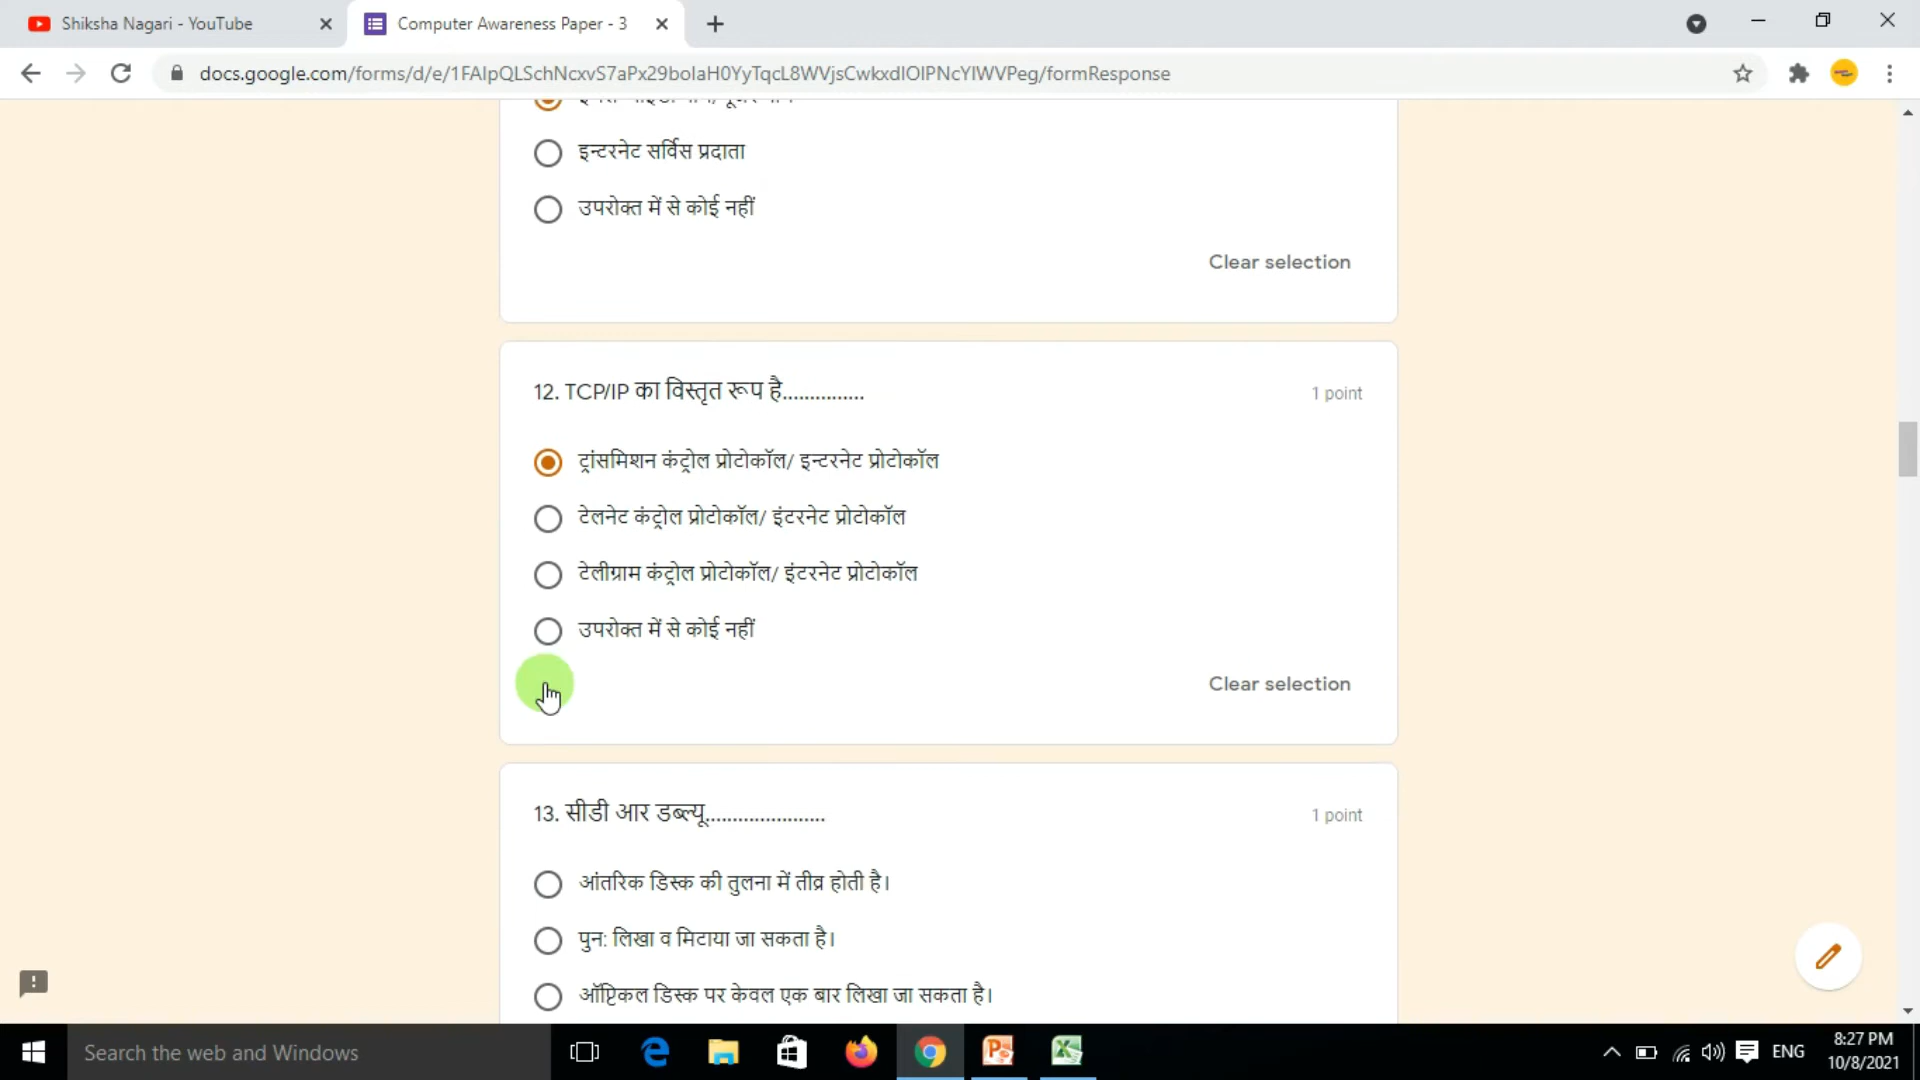 Shiksha Nagari - YouTube
Computer Awareness Paper - 3
docs.google.com/forms/d/e/1FAIpQLSchNcxvS7aPx29bolaH0YyTqcL8WVjsCwkxdIOIPNcYlWVPeg/formResponse
इन्टरनेट सर्विस प्रदाता
उपरोक्त में से कोई नहीं
Clear selection
12. TCP/IP का विस्तृत रूप है...............
1 point
ट्रांसमिशन कंट्रोल प्रोटोकॉल/ इन्टरनेट प्रोटोकॉल
टेलनेट कंट्रोल प्रोटोकॉल/ इंटरनेट प्रोटोकॉल
टेलीग्राम कंट्रोल प्रोटोकॉल/ इंटरनेट प्रोटोकॉल
उपरोक्त में से कोई नहीं
Clear selection
13. सीडी आर डब्ल्यू......................
1 point
आंतरिक डिस्क की तुलना में तीव्र होती है।
पुन: लिखा व मिटाया जा सकता है।
ऑप्टिकल डिस्क पर केवल एक बार लिखा जा सकता है।
Search the web and Windows
ENG
8:27 PM
10/8/2021